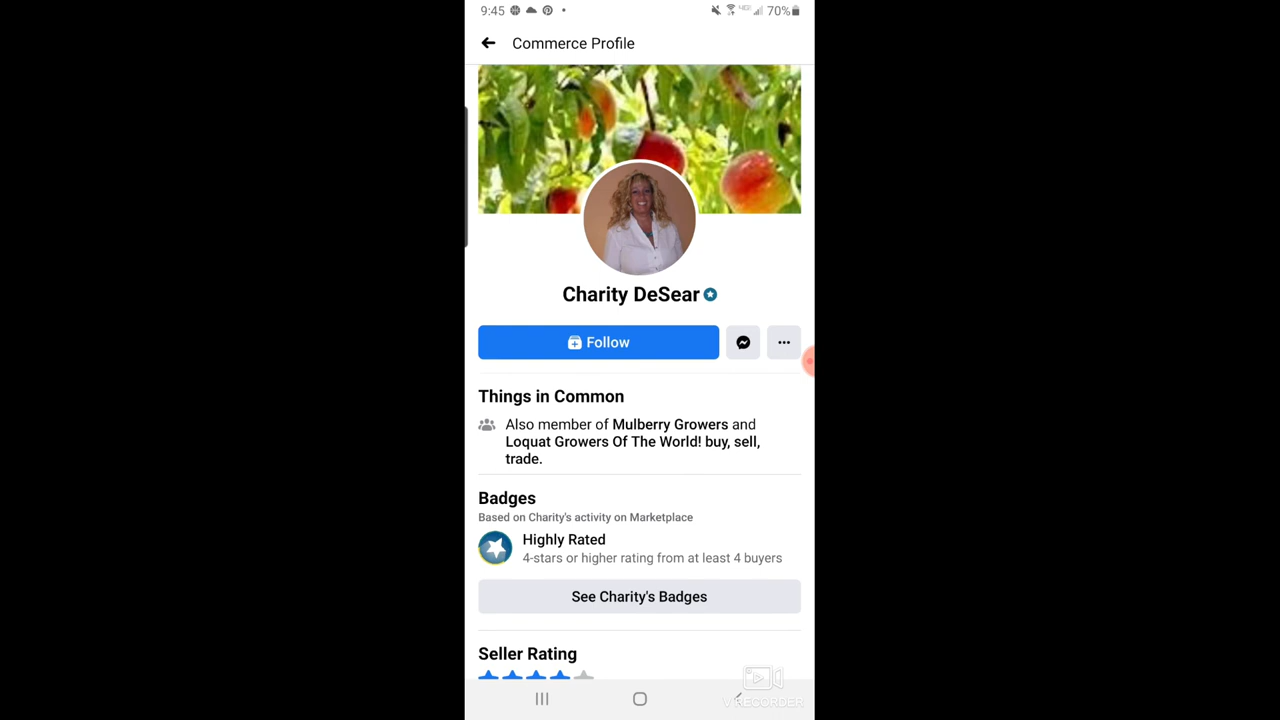 9:45 70%
Commerce Profile
Charity DeSear
Follow
Things in Common
Also member of Mulberry Growers and
Loquat Growers Of The World! buy, sell,
trade.
Badges
Based on Charity's activity on Marketplace
Highly Rated
4-stars or higher rating from at least 4 buyers
See Charity's Badges
Seller Rating
V RECORDER